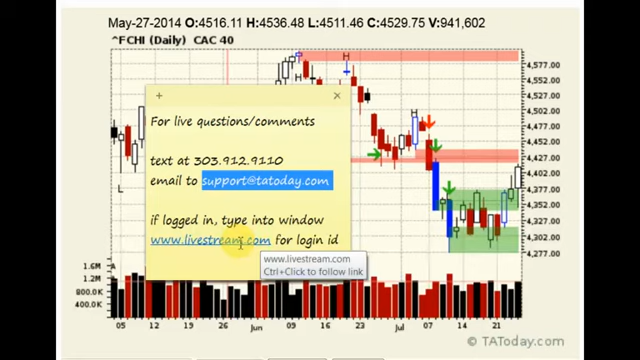 May-27-2014 O:4516.11 H:4536.48 L:4511.46 C:4529.75 V:941,602
^FCHI (Daily) CAC 40
4,577.00
4,552.00
4,527.00
4,502.00
4,477.00
4,452.00
4,427.00
4,402.00
4,377.00
4,352.00
4,327.00
4,302.00
4,277.00
H
H
H
L
L
+ ×
For live questions/comments
text at 303.912.9110
email to support@tatoday.com
if logged in, type into window
www.livestream.com for login id
www.livestream.com
Ctrl+Click to follow link
1.6M
1.2M
800.0K
A
A
05 12 19 26 Jun 09 16 23 Jul 07 14 21
© TAToday.com